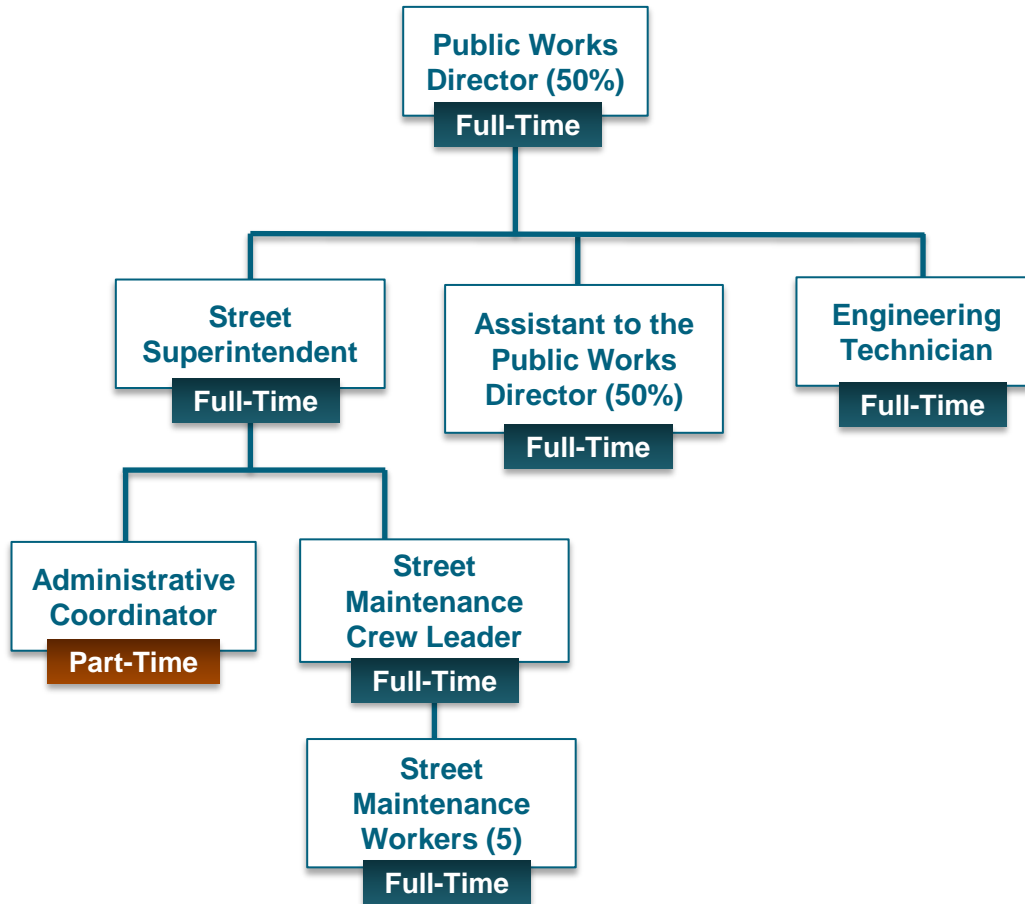 Public Works
Director (50%)
Full-Time
Street
Superintendent
Full-Time
Assistant to the
Public Works
Director (50%)
Full-Time
Engineering
Technician
Full-Time
Administrative
Coordinator
Part-Time
Street
Maintenance
Crew Leader
Full-Time
Street
Maintenance
Workers (5)
Full-Time